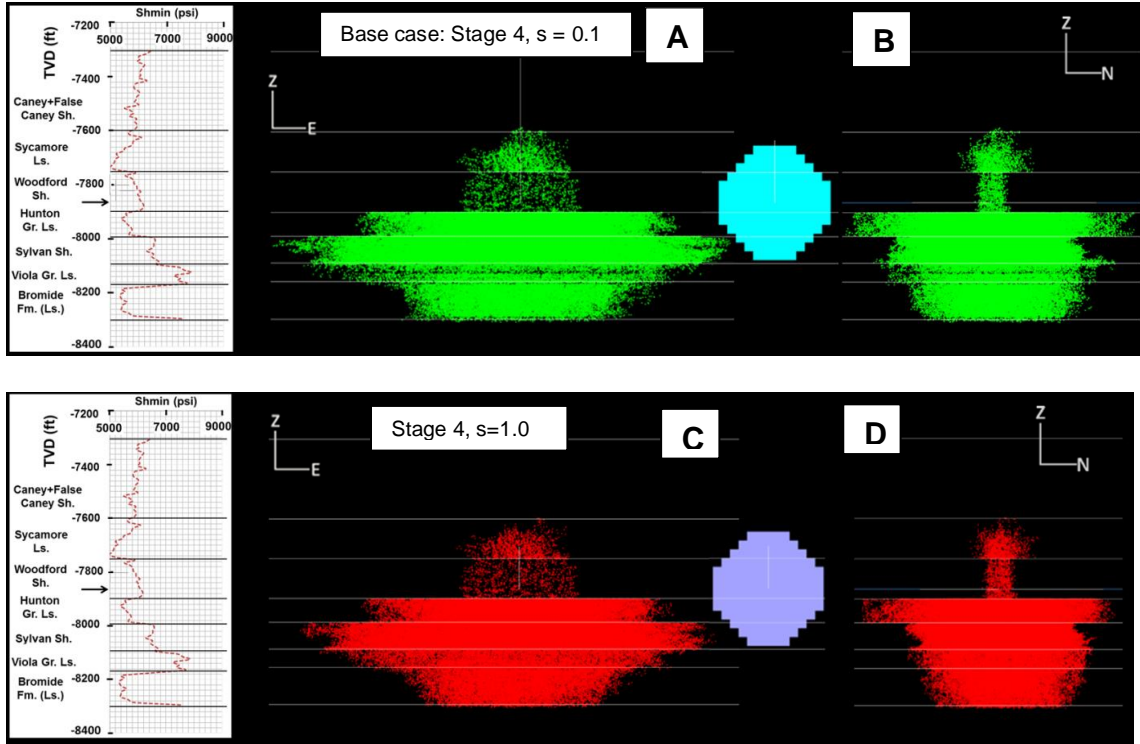 Shmin (psi)
5000 7000 9000
TVD (ft)
-7200
-7400
Caney+False
Caney Sh.
-7600
Sycamore
Ls.
Woodford
Sh.
-7800
Hunton
Gr. Ls.
-8000
Sylvan Sh.
Viola Gr. Ls.
-8200
Bromide
Fm. (Ls.)
-8400
Base case: Stage 4, s = 0.1
A
Z
E
B
Z
N
Shmin (psi)
5000 7000 9000
TVD (ft)
-7200
-7400
Caney+False
Caney Sh.
-7600
Sycamore
Ls.
Woodford
Sh.
-7800
Hunton
Gr. Ls.
-8000
Sylvan Sh.
Viola Gr. Ls.
-8200
Bromide
Fm. (Ls.)
-8400
Stage 4, s=1.0
C
Z
E
D
Z
N